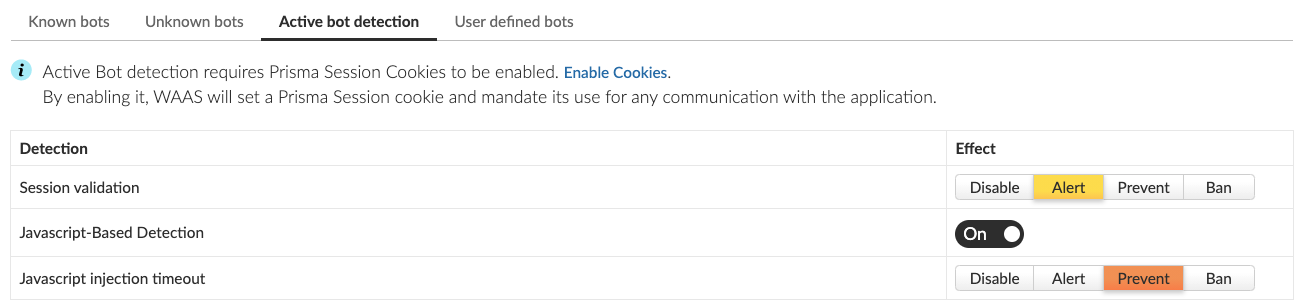 Known bots Unknown bots Active bot detection User defined bots
i Active Bot detection requires Prisma Session Cookies to be enabled. Enable Cookies.
By enabling it, WAAS will set a Prisma Session cookie and mandate its use for any communication with the application.
Detection Effect
Session validation Disable Alert Prevent Ban
Javascript-Based Detection On
Javascript injection timeout Disable Alert Prevent Ban